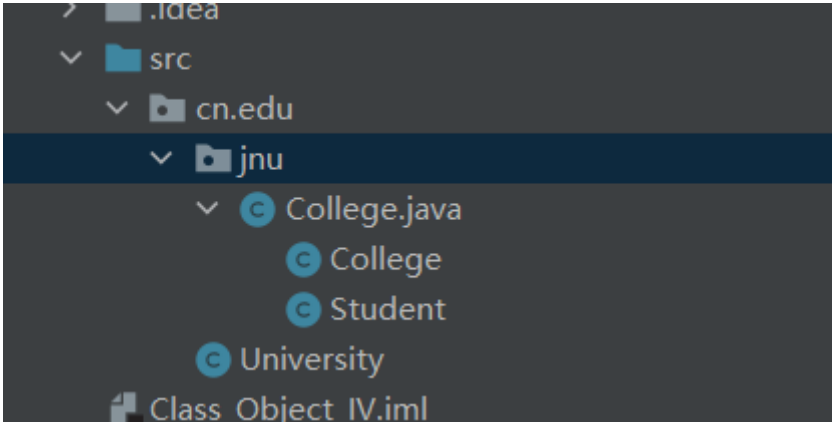 .idea
src
cn.edu
jnu
College.java
College
Student
University
Class_Object_IV.iml